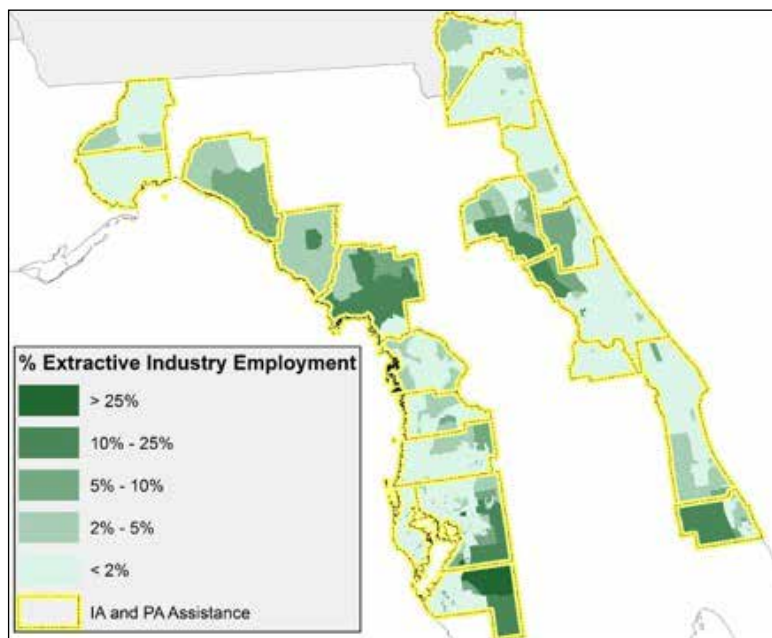 % Extractive Industry Employment
> 25%
10% - 25%
5% - 10%
2% - 5%
< 2%
IA and PA Assistance